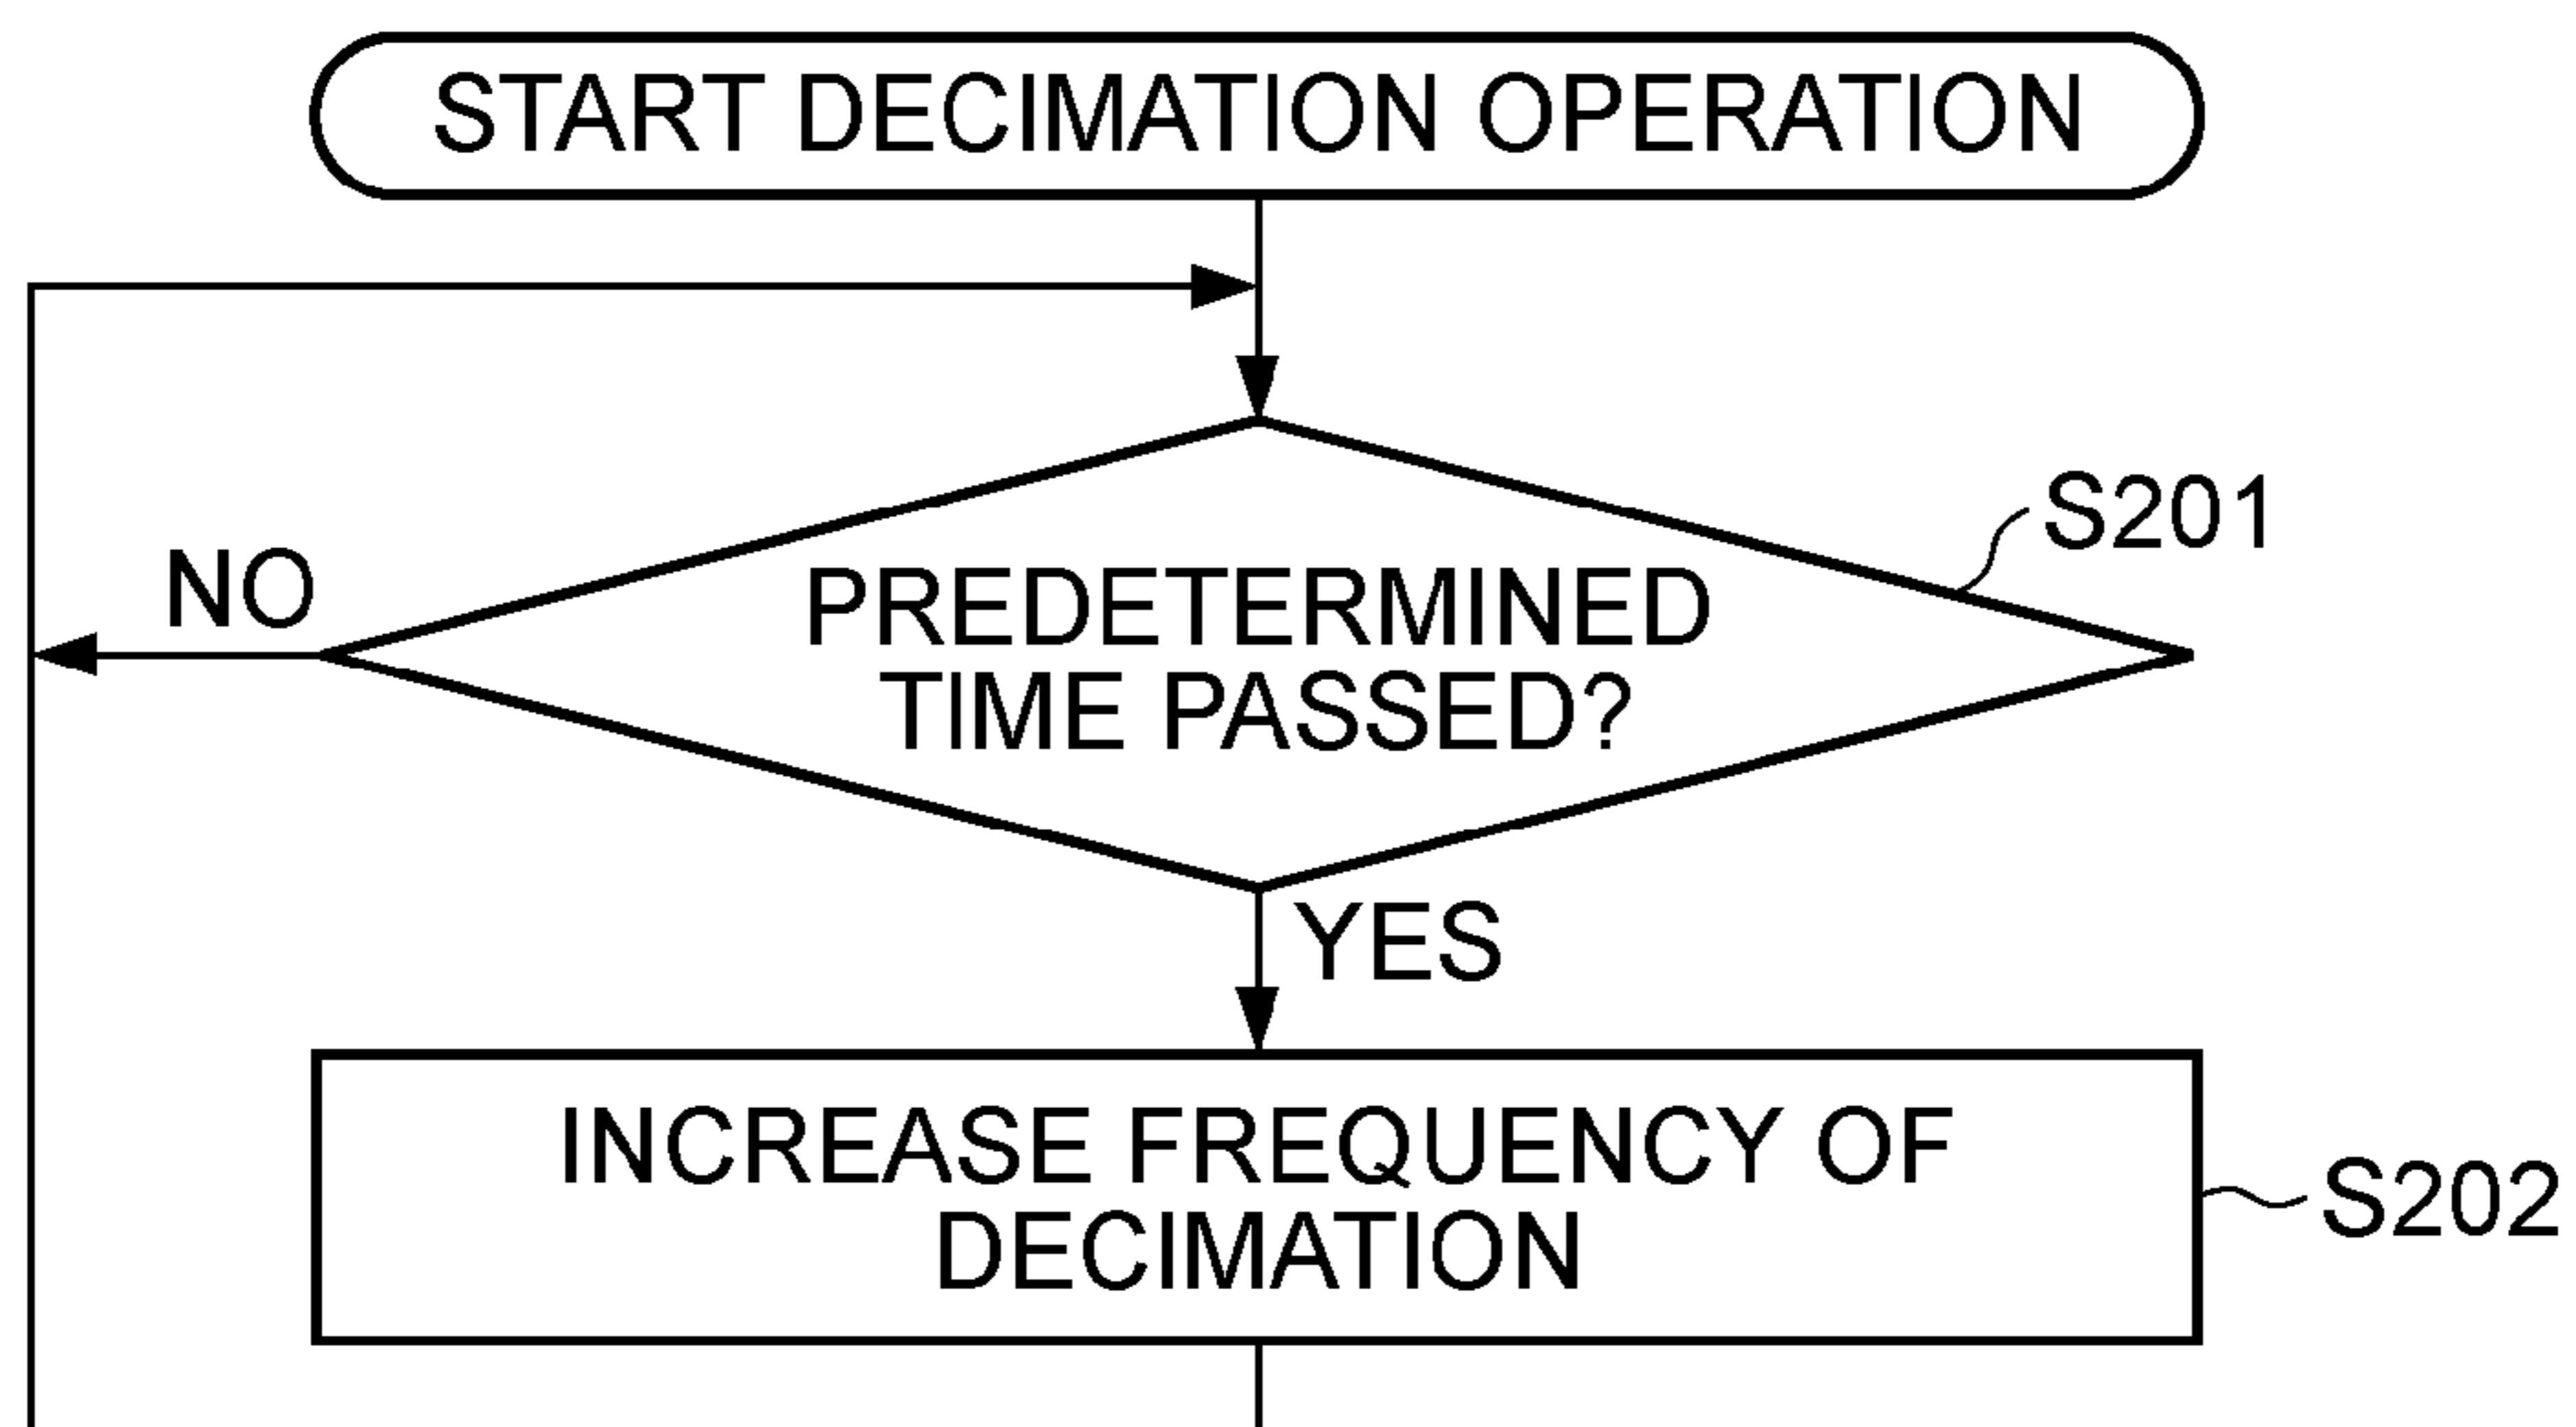 START DECIMATION OPERATION
S201
NO
PREDETERMINED
TIME PASSED?
YES
INCREASE FREQUENCY OF
DECIMATION
S202